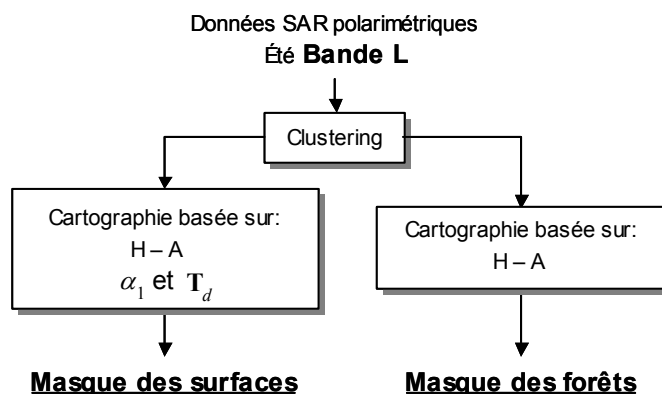 Données SAR polarimétriques
Été Bande L
Clustering
Cartographie basée sur:
H – A
α₁ et T_d
Cartographie basée sur:
H – A
Masque des surfaces
Masque des forêts